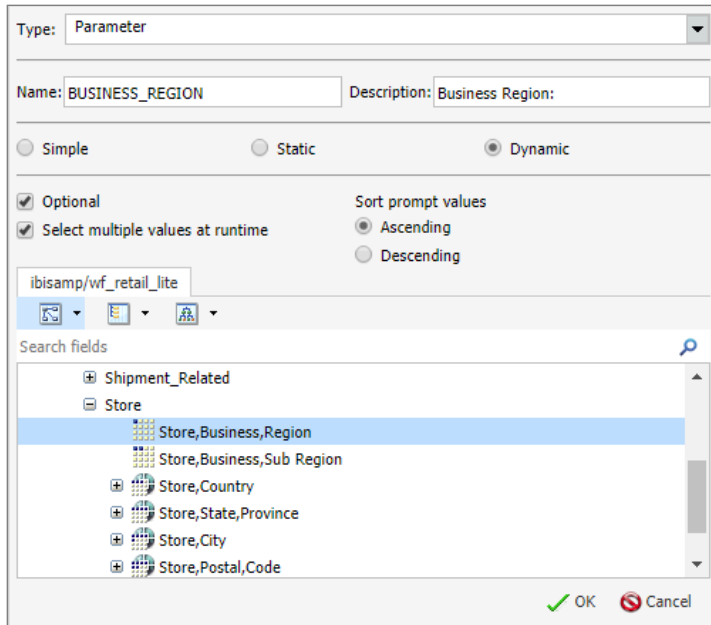 Type: Parameter
Name: BUSINESS_REGION Description: Business Region:
Simple Static Dynamic
Optional Sort prompt values
Select multiple values at runtime Ascending
Descending
ibisamp/wf_retail_lite
Search fields
Shipment_Related
Store
Store,Business,Region
Store,Business,Sub Region
Store,Country
Store,State,Province
Store,City
Store,Postal,Code
OK Cancel